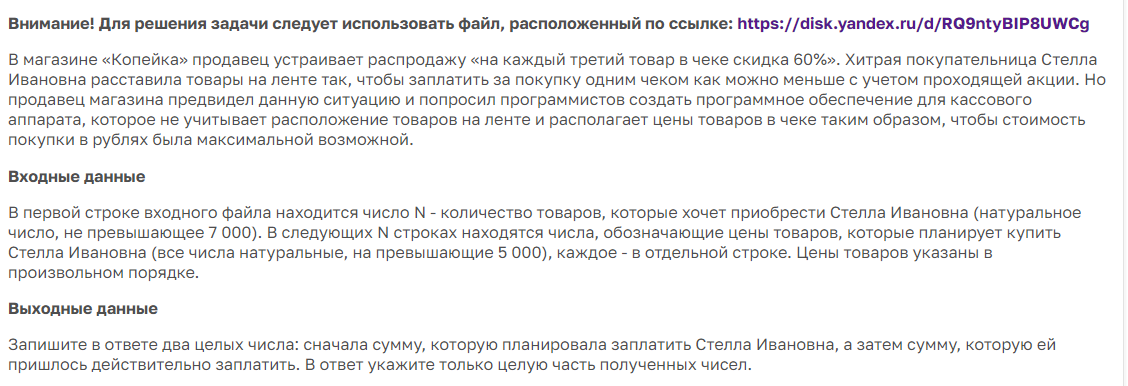 Внимание! Для решения задачи следует использовать файл, расположенный по ссылке: https://disk.yandex.ru/d/RQ9ntyBIP8UWCg
В магазине «Копейка» продавец устраивает распродажу «на каждый третий товар в чеке скидка 60%». Хитрая покупательница Стелла
Ивановна расставила товары на ленте так, чтобы заплатить за покупку одним чеком как можно меньше с учетом проходящей акции. Но
продавец магазина предвидел данную ситуацию и попросил программистов создать программное обеспечение для кассового
аппарата, которое не учитывает расположение товаров на ленте и располагает цены товаров в чеке таким образом, чтобы стоимость
покупки в рублях была максимальной возможной.
Входные данные
В первой строке входного файла находится число N - количество товаров, которые хочет приобрести Стелла Ивановна (натуральное
число, не превышающее 7 000). В следующих N строках находятся числа, обозначающие цены товаров, которые планирует купить
Стелла Ивановна (все числа натуральные, на превышающие 5 000), каждое - в отдельной строке. Цены товаров указаны в
произвольном порядке.
Выходные данные
Запишите в ответе два целых числа: сначала сумму, которую планировала заплатить Стелла Ивановна, а затем сумму, которую ей
пришлось действительно заплатить. В ответ укажите только целую часть полученных чисел.